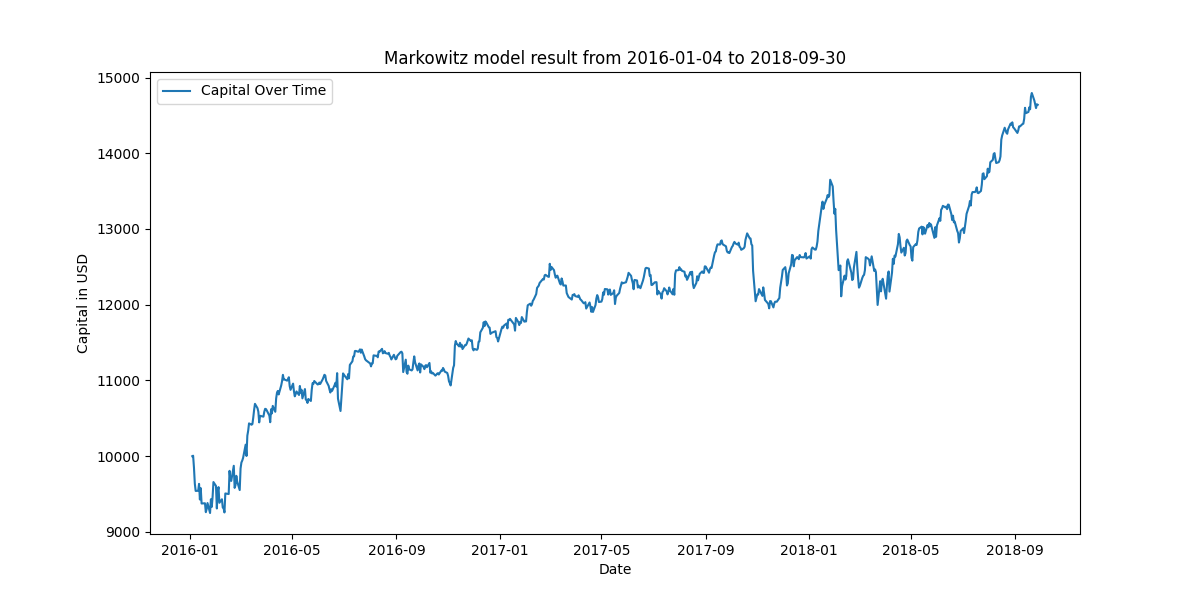 Markowitz model result from 2016-01-04 to 2018-09-30
Capital Over Time
15000
14000
13000
12000
11000
10000
9000
Capital in USD
2016-01 2016-05 2016-09 2017-01 2017-05 2017-09 2018-01 2018-05 2018-09
Date